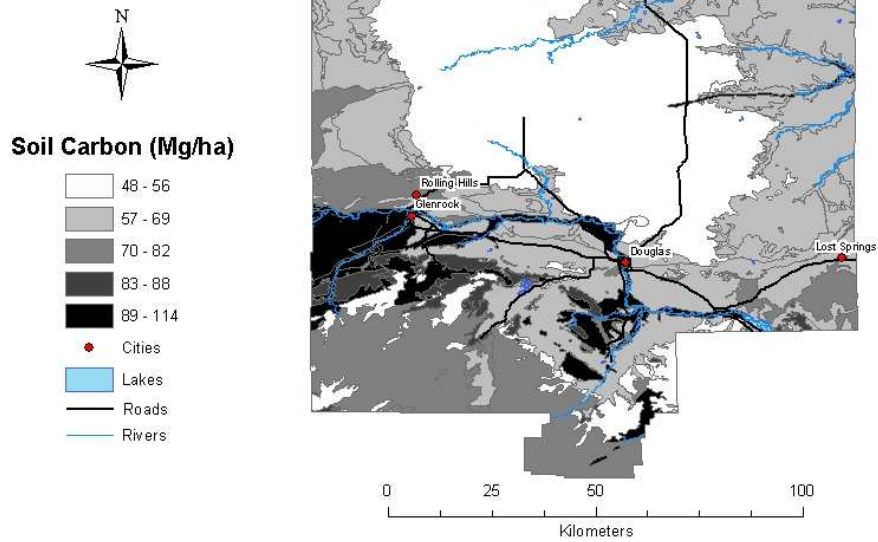 N
Soil Carbon (Mg/ha)
48 - 56
57 - 69
70 - 82
83 - 88
89 - 114
Cities
Lakes
Roads
Rivers
Rolling Hills
Glenrock
Douglas
Lost Springs
0 25 50 100
Kilometers